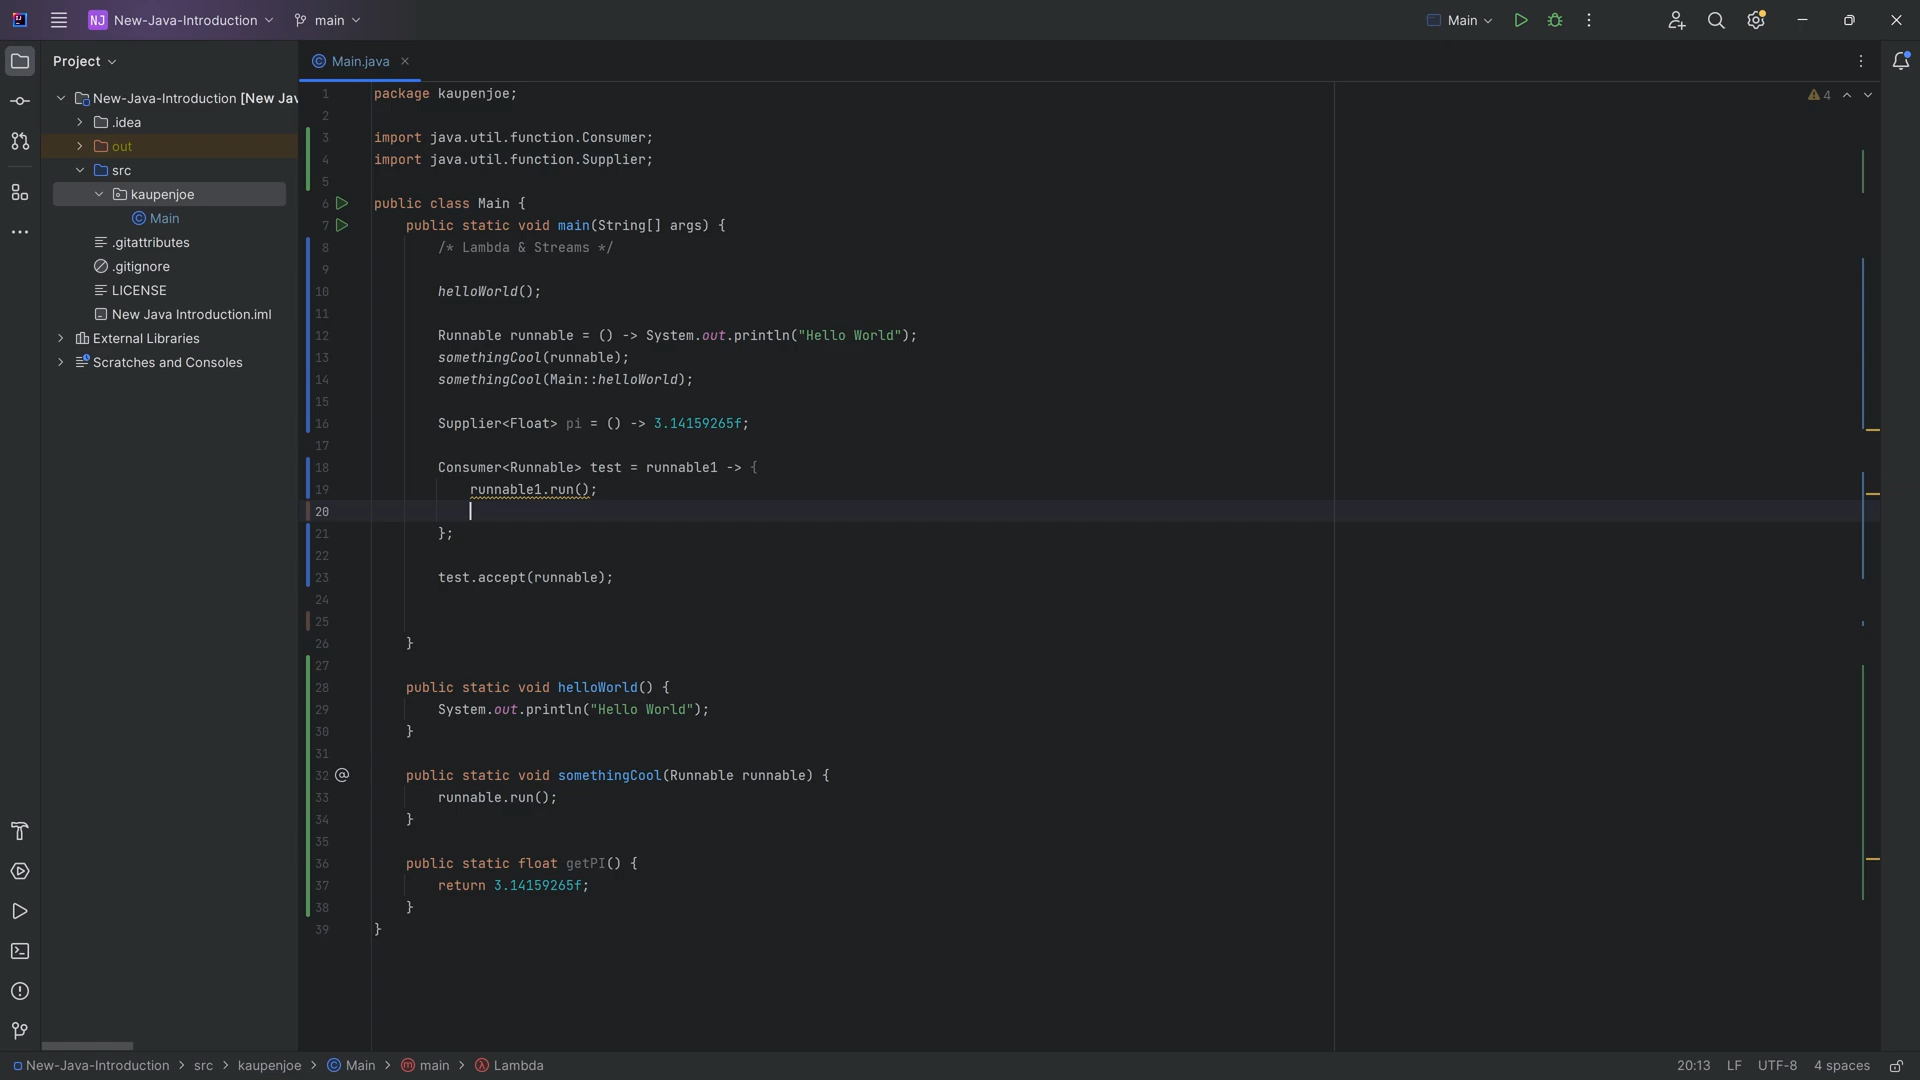 NJ New-Java-Introduction main Main
Project
Main.java
New-Java-Introduction [New Jav
.idea
out
src
kaupenjoe
Main
.gitattributes
.gitignore
LICENSE
New Java Introduction.iml
External Libraries
Scratches and Consoles
4
1 package kaupenjoe;
2
3 import java.util.function.Consumer;
4 import java.util.function.Supplier;
5
6 public class Main {
7 public static void main(String[] args) {
8 /* Lambda & Streams */
9
10 helloWorld();
11
12 Runnable runnable = () -> System.out.println("Hello World");
13 somethingCool(runnable);
14 somethingCool(Main::helloWorld);
15
16 Supplier<Float> pi = () -> 3.14159265f;
17
18 Consumer<Runnable> test = runnable1 -> {
19 runnable1.run();
20
21 };
22
23 test.accept(runnable);
24
25
26 }
27
28 public static void helloWorld() {
29 System.out.println("Hello World");
30 }
31
32 @ public static void somethingCool(Runnable runnable) {
33 runnable.run();
34 }
35
36 public static float getPI() {
37 return 3.14159265f;
38 }
39 }
New-Java-Introduction > src > kaupenjoe > Main > main > Lambda
20:13 LF UTF-8 4 spaces